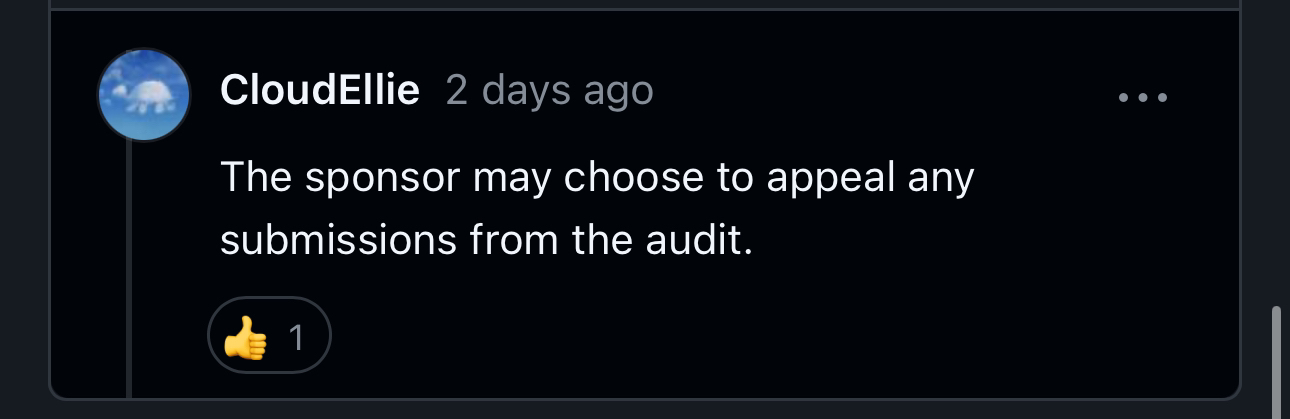 CloudEllie 2 days ago
The sponsor may choose to appeal any
submissions from the audit.
👍 1